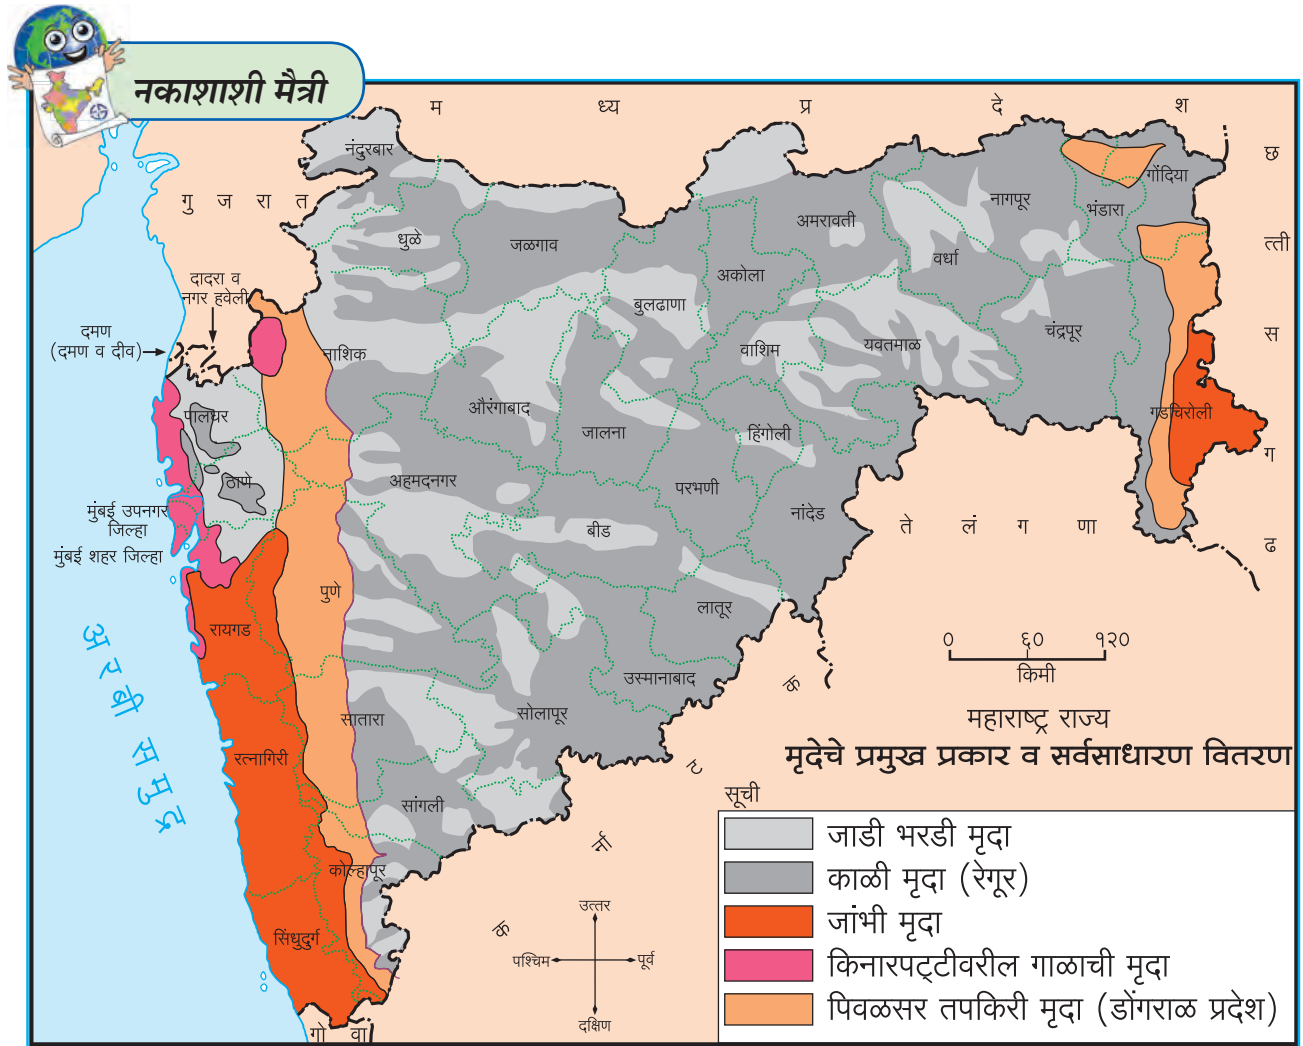 नकाशाशी मैत्री
म ध्य प्र दे श
छ त्ती स ग ढ
गु ज रा त
नंदुरबार
गोंदिया
नागपूर
भंडारा
अमरावती
धुळे
जळगाव
वर्धा
अकोला
दादरा व
नगर हवेली
बुलढाणा
दमण
(दमण व दीव)
चंद्रपूर
नाशिक
वाशिम
यवतमाळ
पालघर
औरंगाबाद
गडचिरोली
जालना
हिंगोली
ठाणे
अहमदनगर
परभणी
मुंबई उपनगर
जिल्हा
नांदेड
ते लं ग णा
बीड
मुंबई शहर जिल्हा
पुणे
लातूर
रायगड
अरबी समुद्र
० ६० १२०
किमी
उस्मानाबाद
क र्ना ट क
सातारा
सोलापूर
महाराष्ट्र राज्य
मृदेचे प्रमुख प्रकार व सर्वसाधारण वितरण
रत्नागिरी
सूची
सांगली
जाडी भरडी मृदा
काळी मृदा (रेगूर)
जांभी मृदा
किनारपट्टीवरील गाळाची मृदा
पिवळसर तपकिरी मृदा (डोंगराळ प्रदेश)
कोल्हापूर
उत्तर
पश्चिम
पूर्व
दक्षिण
सिंधुदुर्ग
गो वा